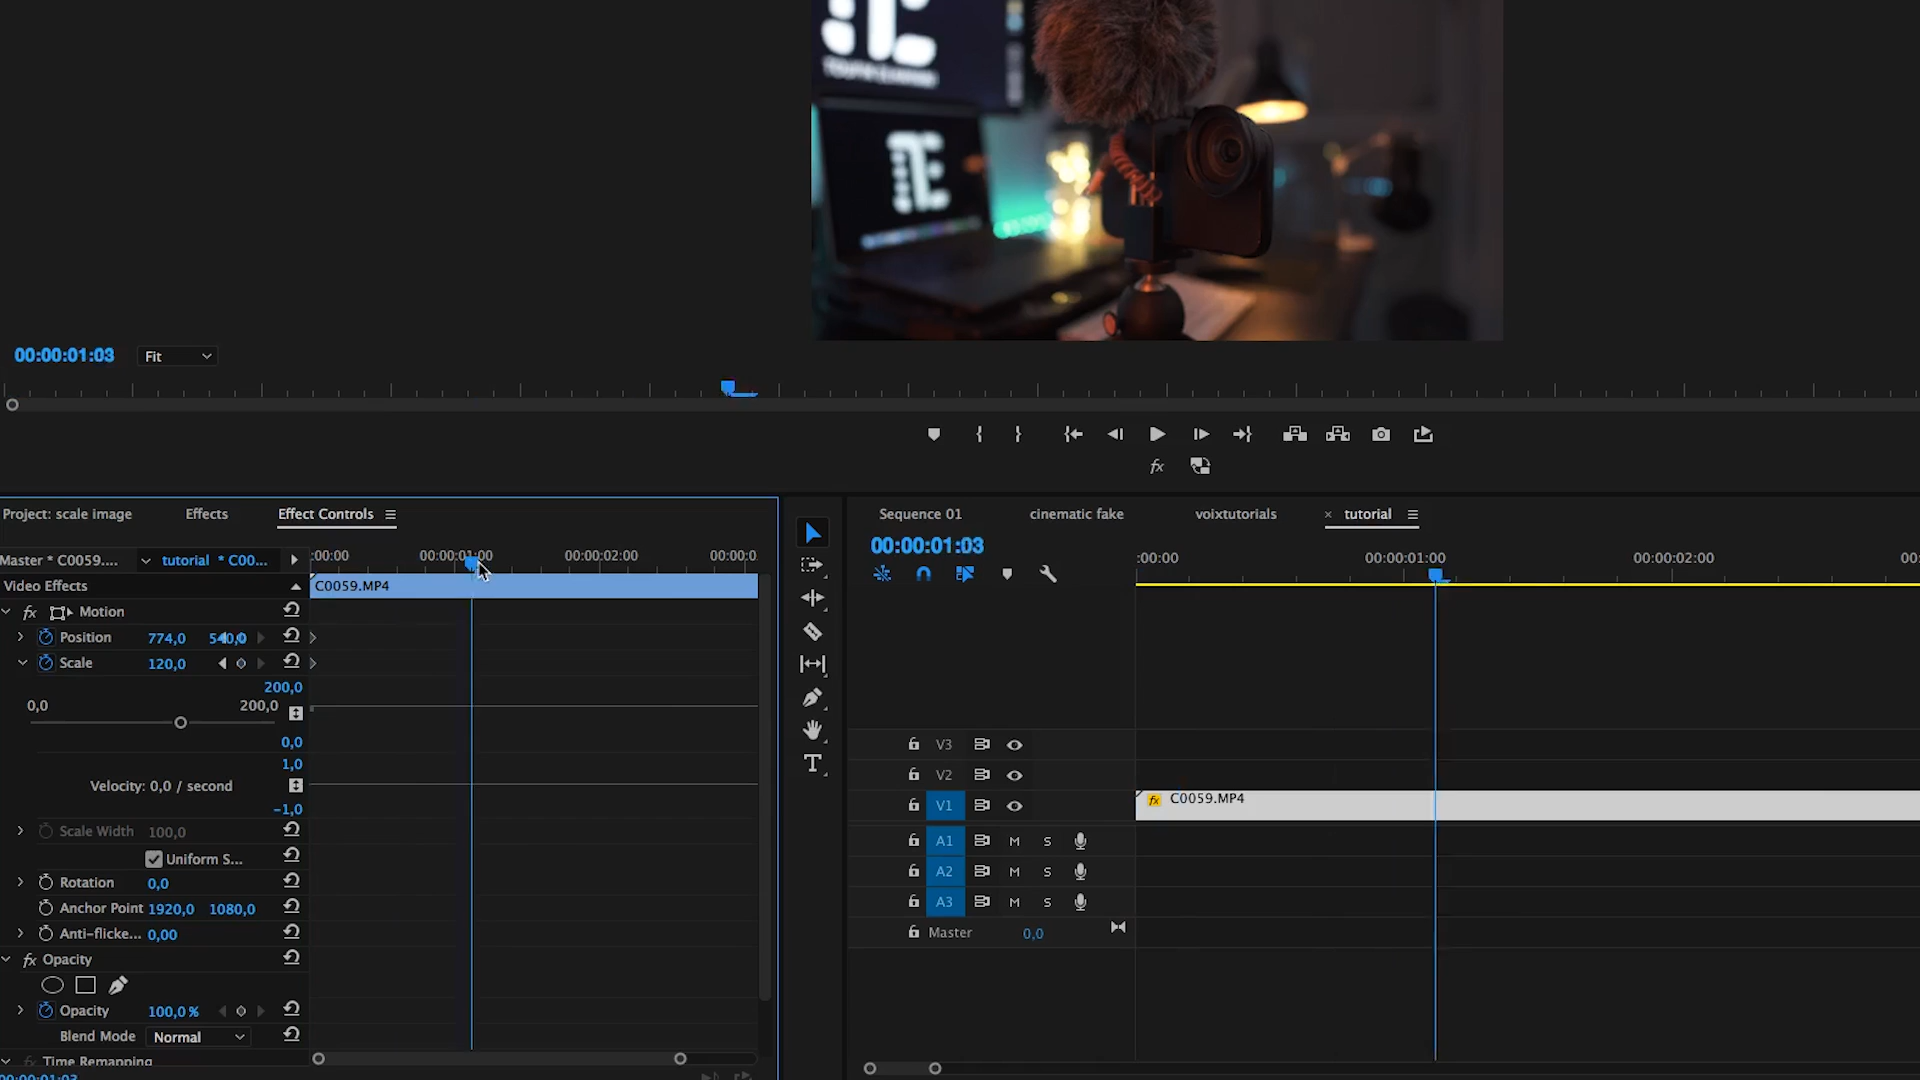 00:00:01:03 Fit
Project: scale image Effects Effect Controls
Sequence 01 cinematic fake voixtutorials × tutorial
Master * C0059.... tutorial * C00... :00:00 00:00:01:00 00:00:02:00 00:00:0
00:00:01:03
:00:00 00:00:01:00 00:00:02:00 00:
Video Effects
C0059.MP4
fx Motion
Position 774,0 540,0
Scale 120,0
200,0
0,0 200,0
0,0
1,0
Velocity: 0,0 / second
-1,0
Scale Width 100,0
Uniform S...
Rotation 0,0
Anchor Point 1920,0 1080,0
Anti-flicke... 0,00
fx Opacity
Opacity 100,0 %
Blend Mode Normal
fx Time Remapping
00:00:01:03
fx
T
V3
V2
V1 fx C0059.MP4
A1 M S
A2 M S
A3 M S
Master 0,0